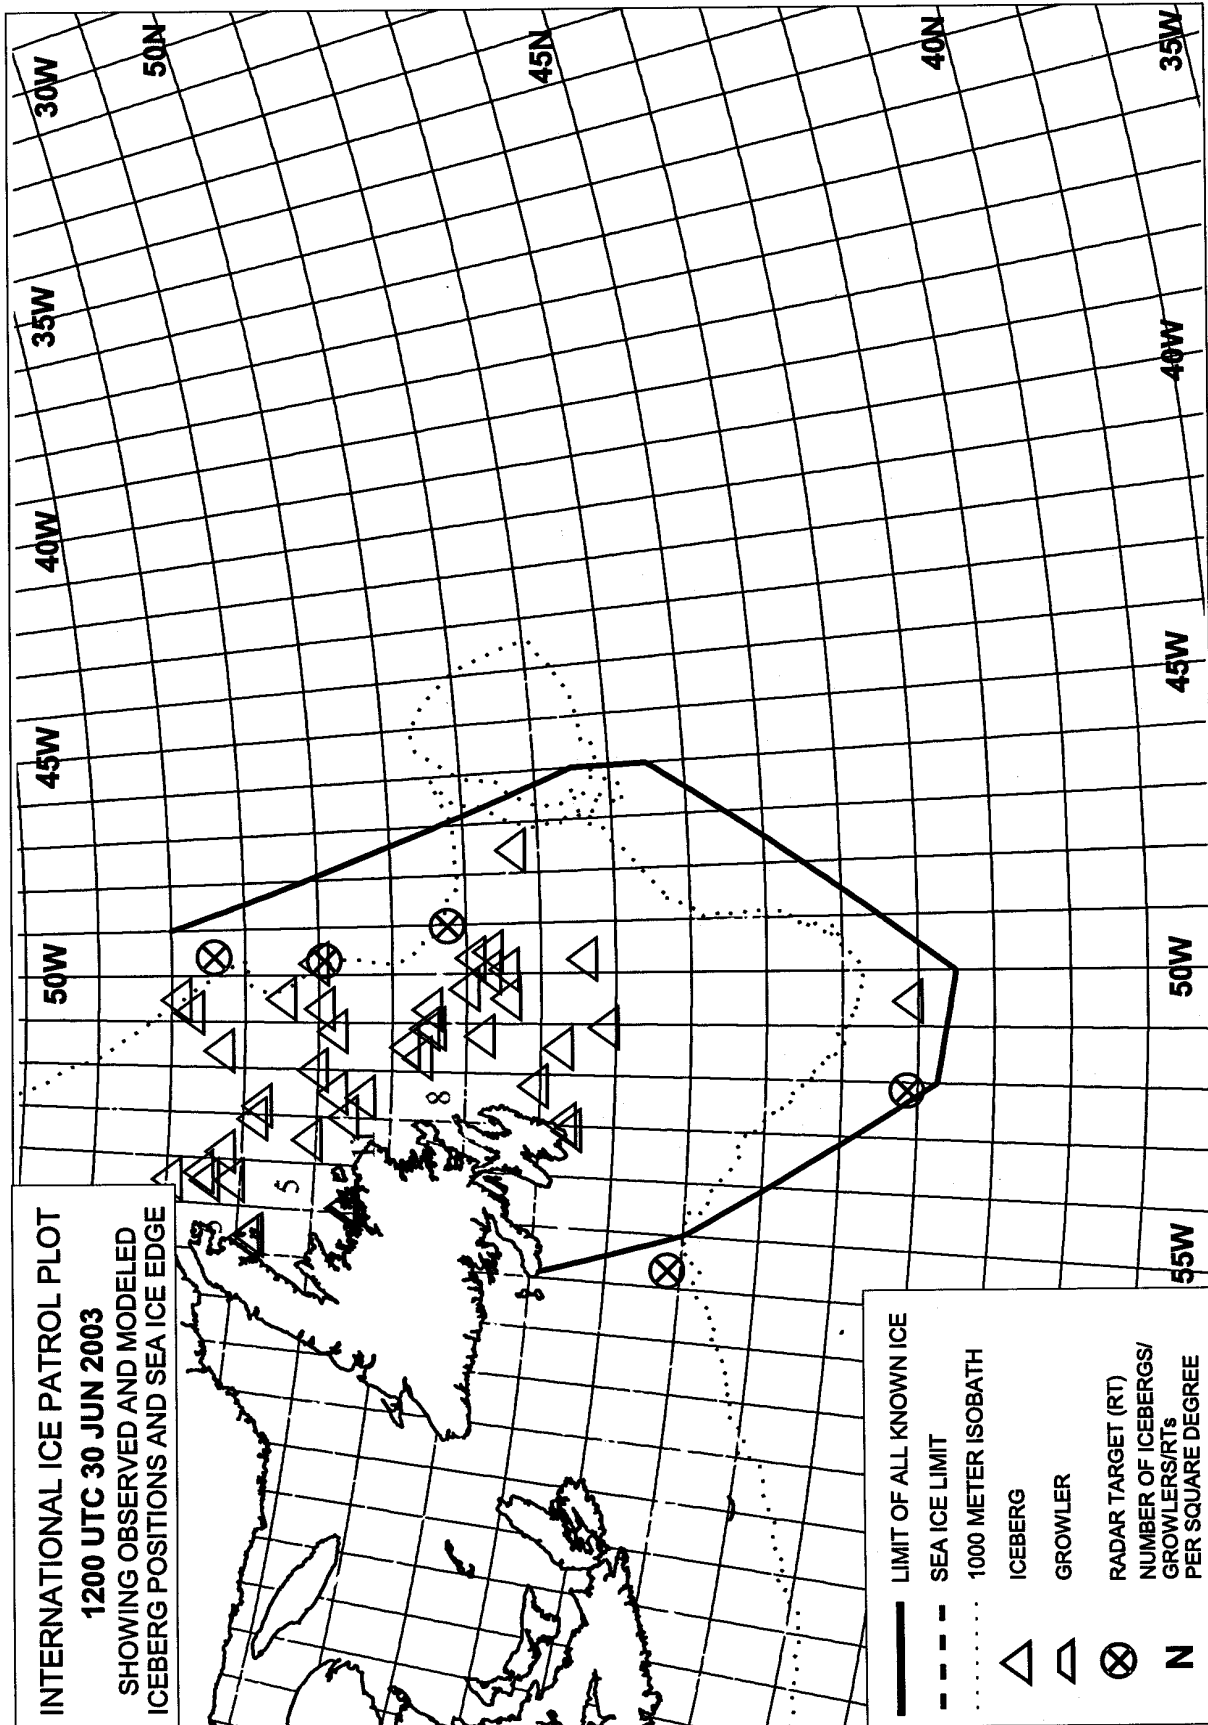 INTERNATIONAL ICE PATROL PLOT
1200 UTC 30 JUN 2003
SHOWING OBSERVED AND MODELED
ICEBERG POSITIONS AND SEA ICE EDGE
50W
45W
40W
35W
30W
50N
45N
40N
35W
40W
45W
50W
55W
5
8
LIMIT OF ALL KNOWN ICE
SEA ICE LIMIT
1000 METER ISOBATH
ICEBERG
GROWLER
RADAR TARGET (RT)
N
NUMBER OF ICEBERGS/
GROWLERS/RTs
PER SQUARE DEGREE